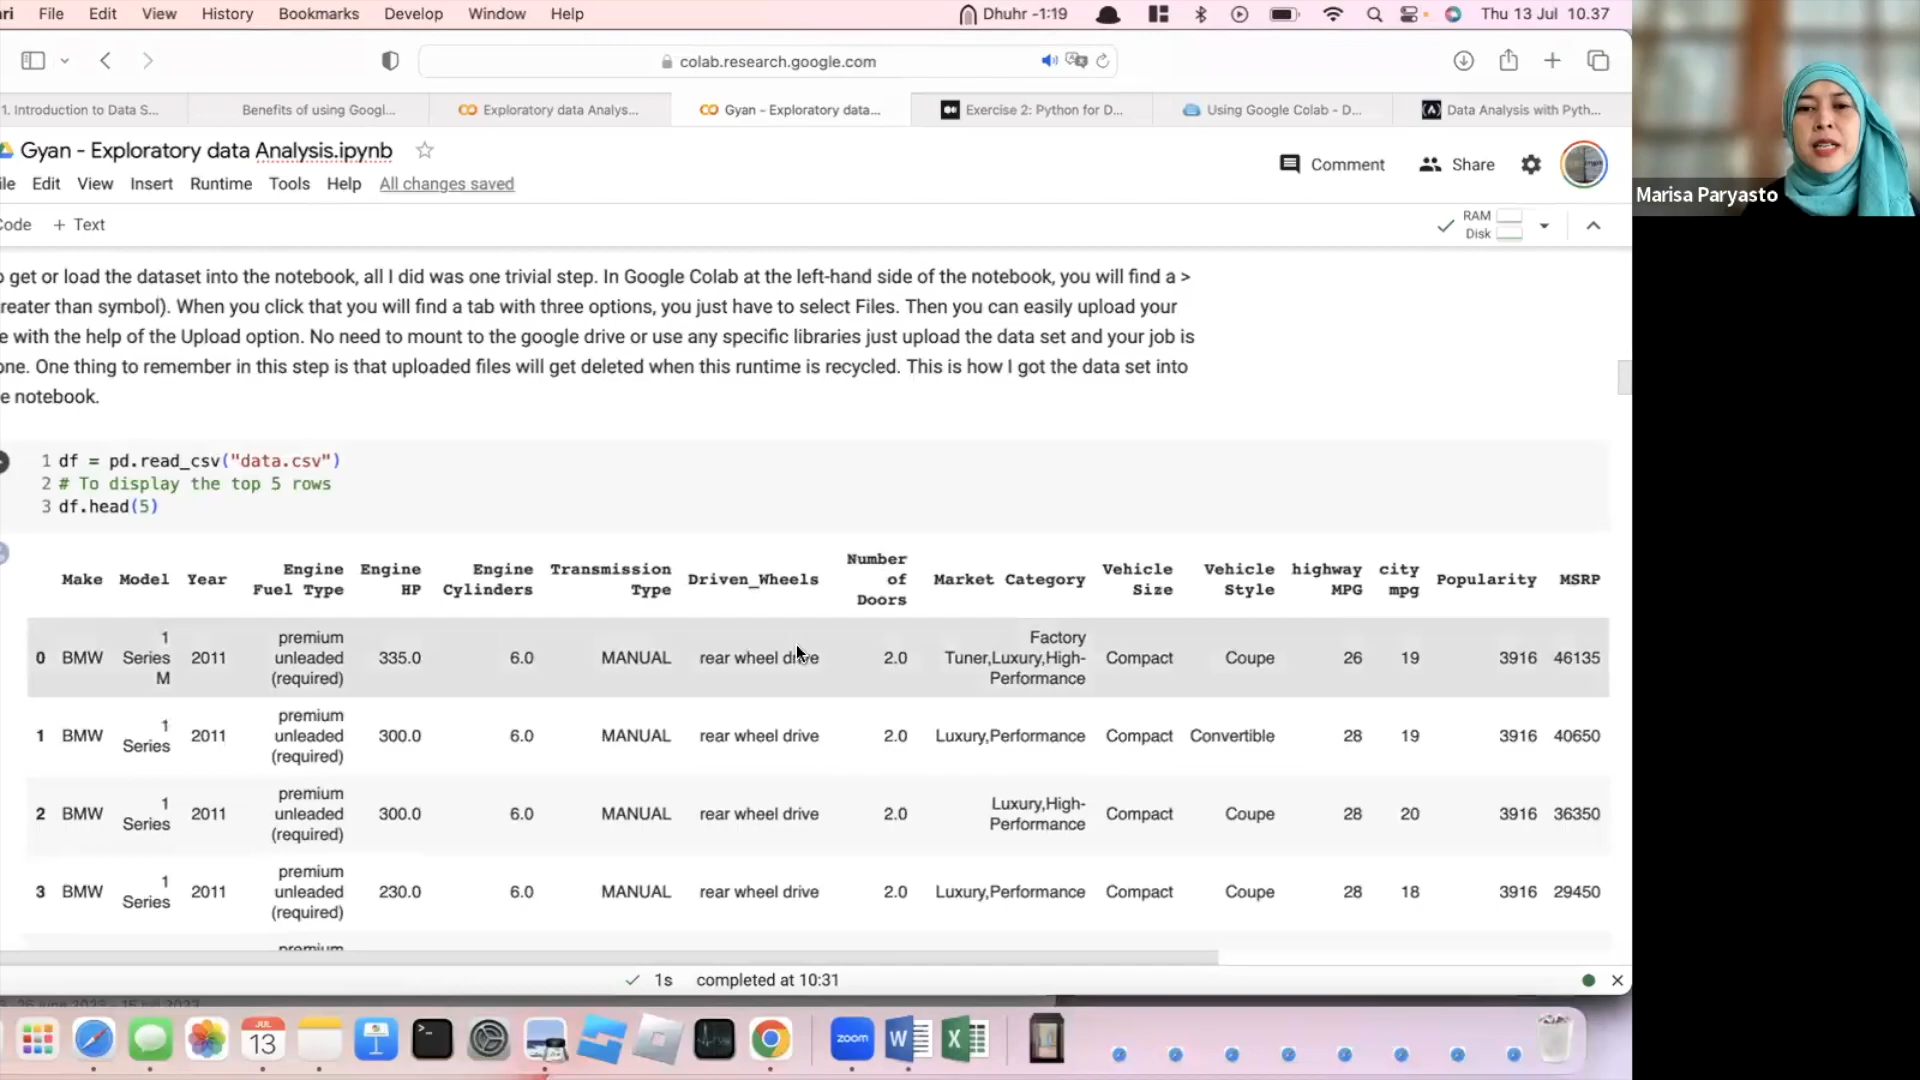 ri File Edit View History Bookmarks Develop Window Help Dhuhr -1:19 Thu 13 Jul 10.37
colab.research.google.com
1. Introduction to Data S... Benefits of using Googl... Exploratory data Analys... Gyan - Exploratory data... Exercise 2: Python for D... Using Google Colab - D... Data Analysis with Pyth...
Gyan - Exploratory data Analysis.ipynb
Comment Share
Marisa Paryasto
ile Edit View Insert Runtime Tools Help All changes saved
Code + Text
RAM
Disk
o get or load the dataset into the notebook, all I did was one trivial step. In Google Colab at the left-hand side of the notebook, you will find a >
reater than symbol). When you click that you will find a tab with three options, you just have to select Files. Then you can easily upload your
e with the help of the Upload option. No need to mount to the google drive or use any specific libraries just upload the data set and your job is
one. One thing to remember in this step is that uploaded files will get deleted when this runtime is recycled. This is how I got the data set into
e notebook.
1 df = pd.read_csv("data.csv")
2 # To display the top 5 rows
3 df.head(5)
Make Model Year Engine Fuel Type Engine HP Engine Cylinders Transmission Type Driven_Wheels Number of Doors Market Category Vehicle Size Vehicle Style highway MPG city mpg Popularity MSRP
0 BMW 1 Series M 2011 premium unleaded (required) 335.0 6.0 MANUAL rear wheel drive 2.0 Factory Tuner,Luxury,High-Performance Compact Coupe 26 19 3916 46135
1 BMW 1 Series 2011 premium unleaded (required) 300.0 6.0 MANUAL rear wheel drive 2.0 Luxury,Performance Compact Convertible 28 19 3916 40650
2 BMW 1 Series 2011 premium unleaded (required) 300.0 6.0 MANUAL rear wheel drive 2.0 Luxury,High-Performance Compact Coupe 28 20 3916 36350
3 BMW 1 Series 2011 premium unleaded (required) 230.0 6.0 MANUAL rear wheel drive 2.0 Luxury,Performance Compact Coupe 28 18 3916 29450
premium
1s completed at 10:31
JUL
13
zoom
W
X